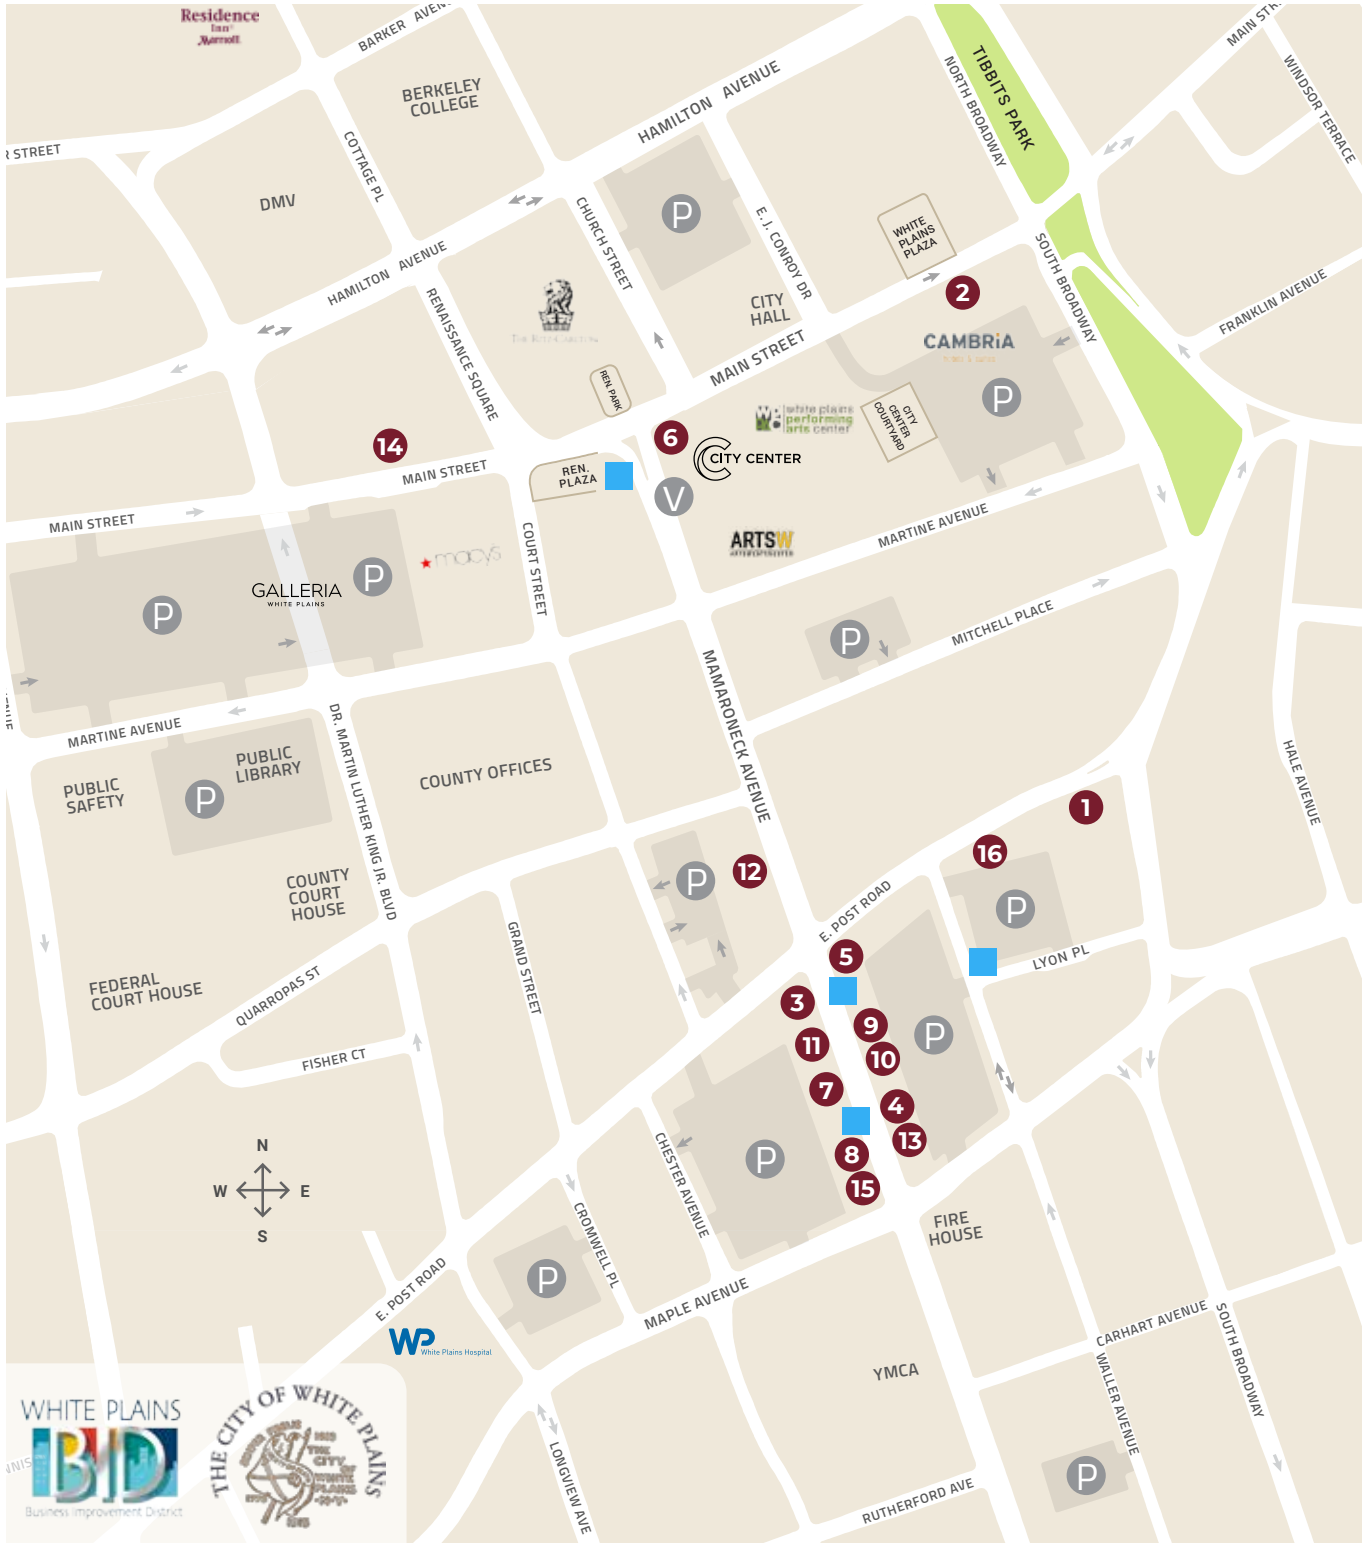 Residence
Inn
Marriott
BARKER AVEN
BERKELEY
COLLEGE
HAMILTON AVENUE
TIBBITS PARK
NORTH BROADWAY
MAIN STR
WINDSOR TERRACE
R STREET
COTTAGE PL
DMV
P
CHURCH STREET
E. J. CONROY DR
WHITE
PLAINS
PLAZA
SOUTH BROADWAY
HAMILTON AVENUE
RENAISSANCE SQUARE
CITY
HALL
2
FRANKLIN AVENUE
CAMBRiA
MAIN STREET
REN. PARK
P
white plains
performing
arts center
CITY
CENTER
COURTYARD
14
6
CITY CENTER
MAIN STREET
REN.
PLAZA
V
MAIN STREET
COURT STREET
MARTINE AVENUE
ARTSW
macy's
P
GALLERIA
WHITE PLAINS
P
P
MITCHELL PLACE
MAMARONECK AVENUE
ENUE
MARTINE AVENUE
DR. MARTIN LUTHER KING JR. BLVD
PUBLIC
LIBRARY
PUBLIC
SAFETY
P
COUNTY OFFICES
HALE AVENUE
1
16
12
P
COUNTY
COURT
HOUSE
E. POST ROAD
P
GRAND STREET
5
LYON PL
FEDERAL
COURT HOUSE
QUARROPAS ST
3
9
P
11
10
FISHER CT
7
4
13
8
15
P
CHESTER AVENUE
N
W
E
S
CROMWELL PL
FIRE
HOUSE
E. POST ROAD
P
MAPLE AVENUE
WP
White Plains Hospital
CARHART AVENUE
SOUTH BROADWAY
WALLER AVENUE
YMCA
WHITE PLAINS
BID
Business Improvement District
NNIS
THE CITY OF WHITE PLAINS
LONGVIEW AVE
P
RUTHERFORD AVE